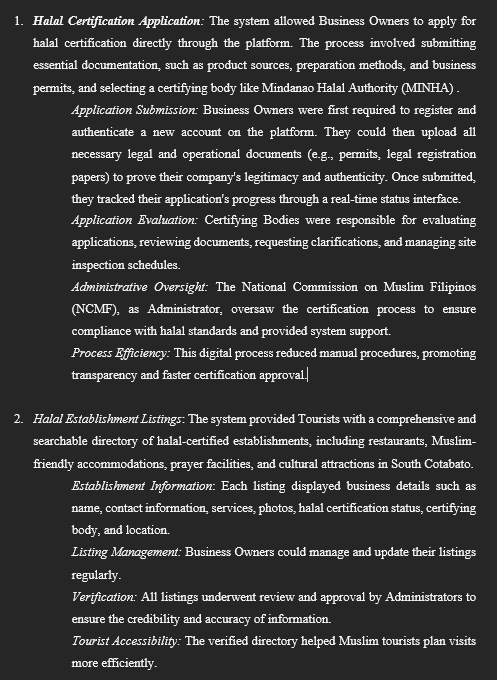 1. Halal Certification Application: The system allowed Business Owners to apply for
halal certification directly through the platform. The process involved submitting
essential documentation, such as product sources, preparation methods, and business
permits, and selecting a certifying body like Mindanao Halal Authority (MINHA) .
Application Submission: Business Owners were first required to register and
authenticate a new account on the platform. They could then upload all
necessary legal and operational documents (e.g., permits, legal registration
papers) to prove their company's legitimacy and authenticity. Once submitted,
they tracked their application's progress through a real-time status interface.
Application Evaluation: Certifying Bodies were responsible for evaluating
applications, reviewing documents, requesting clarifications, and managing site
inspection schedules.
Administrative Oversight: The National Commission on Muslim Filipinos
(NCMF), as Administrator, oversaw the certification process to ensure
compliance with halal standards and provided system support.
Process Efficiency: This digital process reduced manual procedures, promoting
transparency and faster certification approval.
2. Halal Establishment Listings: The system provided Tourists with a comprehensive and
searchable directory of halal-certified establishments, including restaurants, Muslim-
friendly accommodations, prayer facilities, and cultural attractions in South Cotabato.
Establishment Information: Each listing displayed business details such as
name, contact information, services, photos, halal certification status, certifying
body, and location.
Listing Management: Business Owners could manage and update their listings
regularly.
Verification: All listings underwent review and approval by Administrators to
ensure the credibility and accuracy of information.
Tourist Accessibility: The verified directory helped Muslim tourists plan visits
more efficiently.